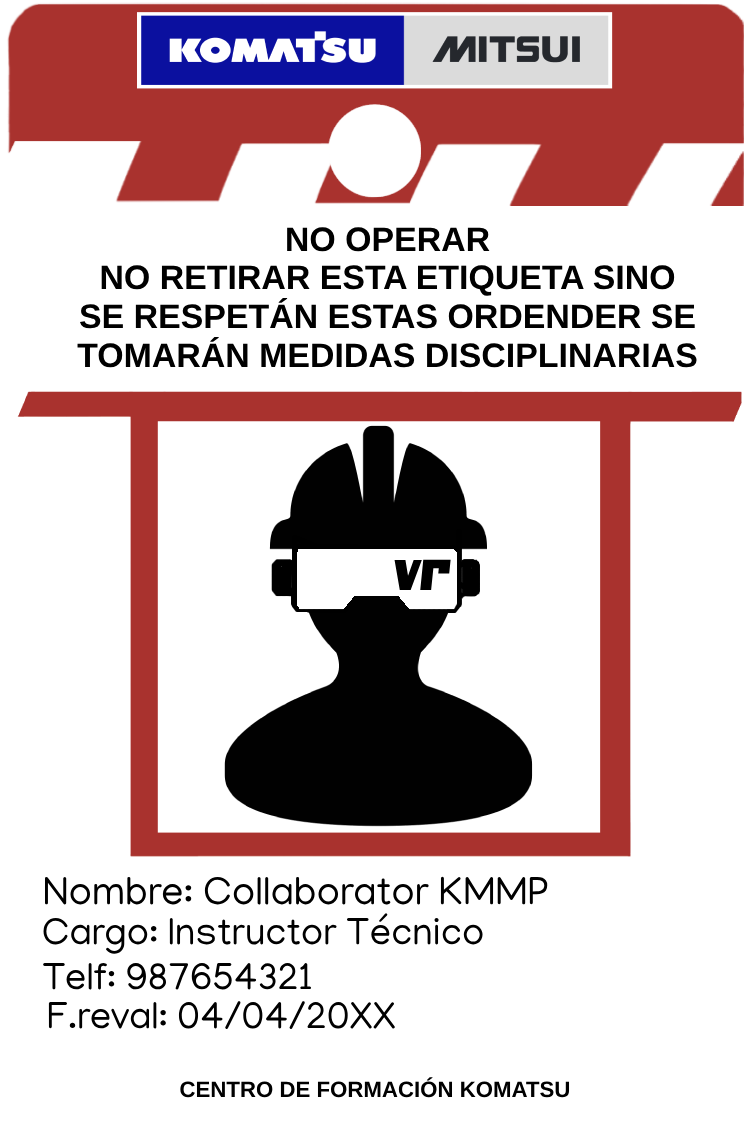 KOMATSU MITSUI
NO OPERAR
NO RETIRAR ESTA ETIQUETA SINO
SE RESPETÁN ESTAS ORDENDER SE
TOMARÁN MEDIDAS DISCIPLINARIAS
vr
Nombre: Collaborator KMMP
Cargo: Instructor Técnico
Telf: 987654321
F.reval: 04/04/20XX
CENTRO DE FORMACIÓN KOMATSU